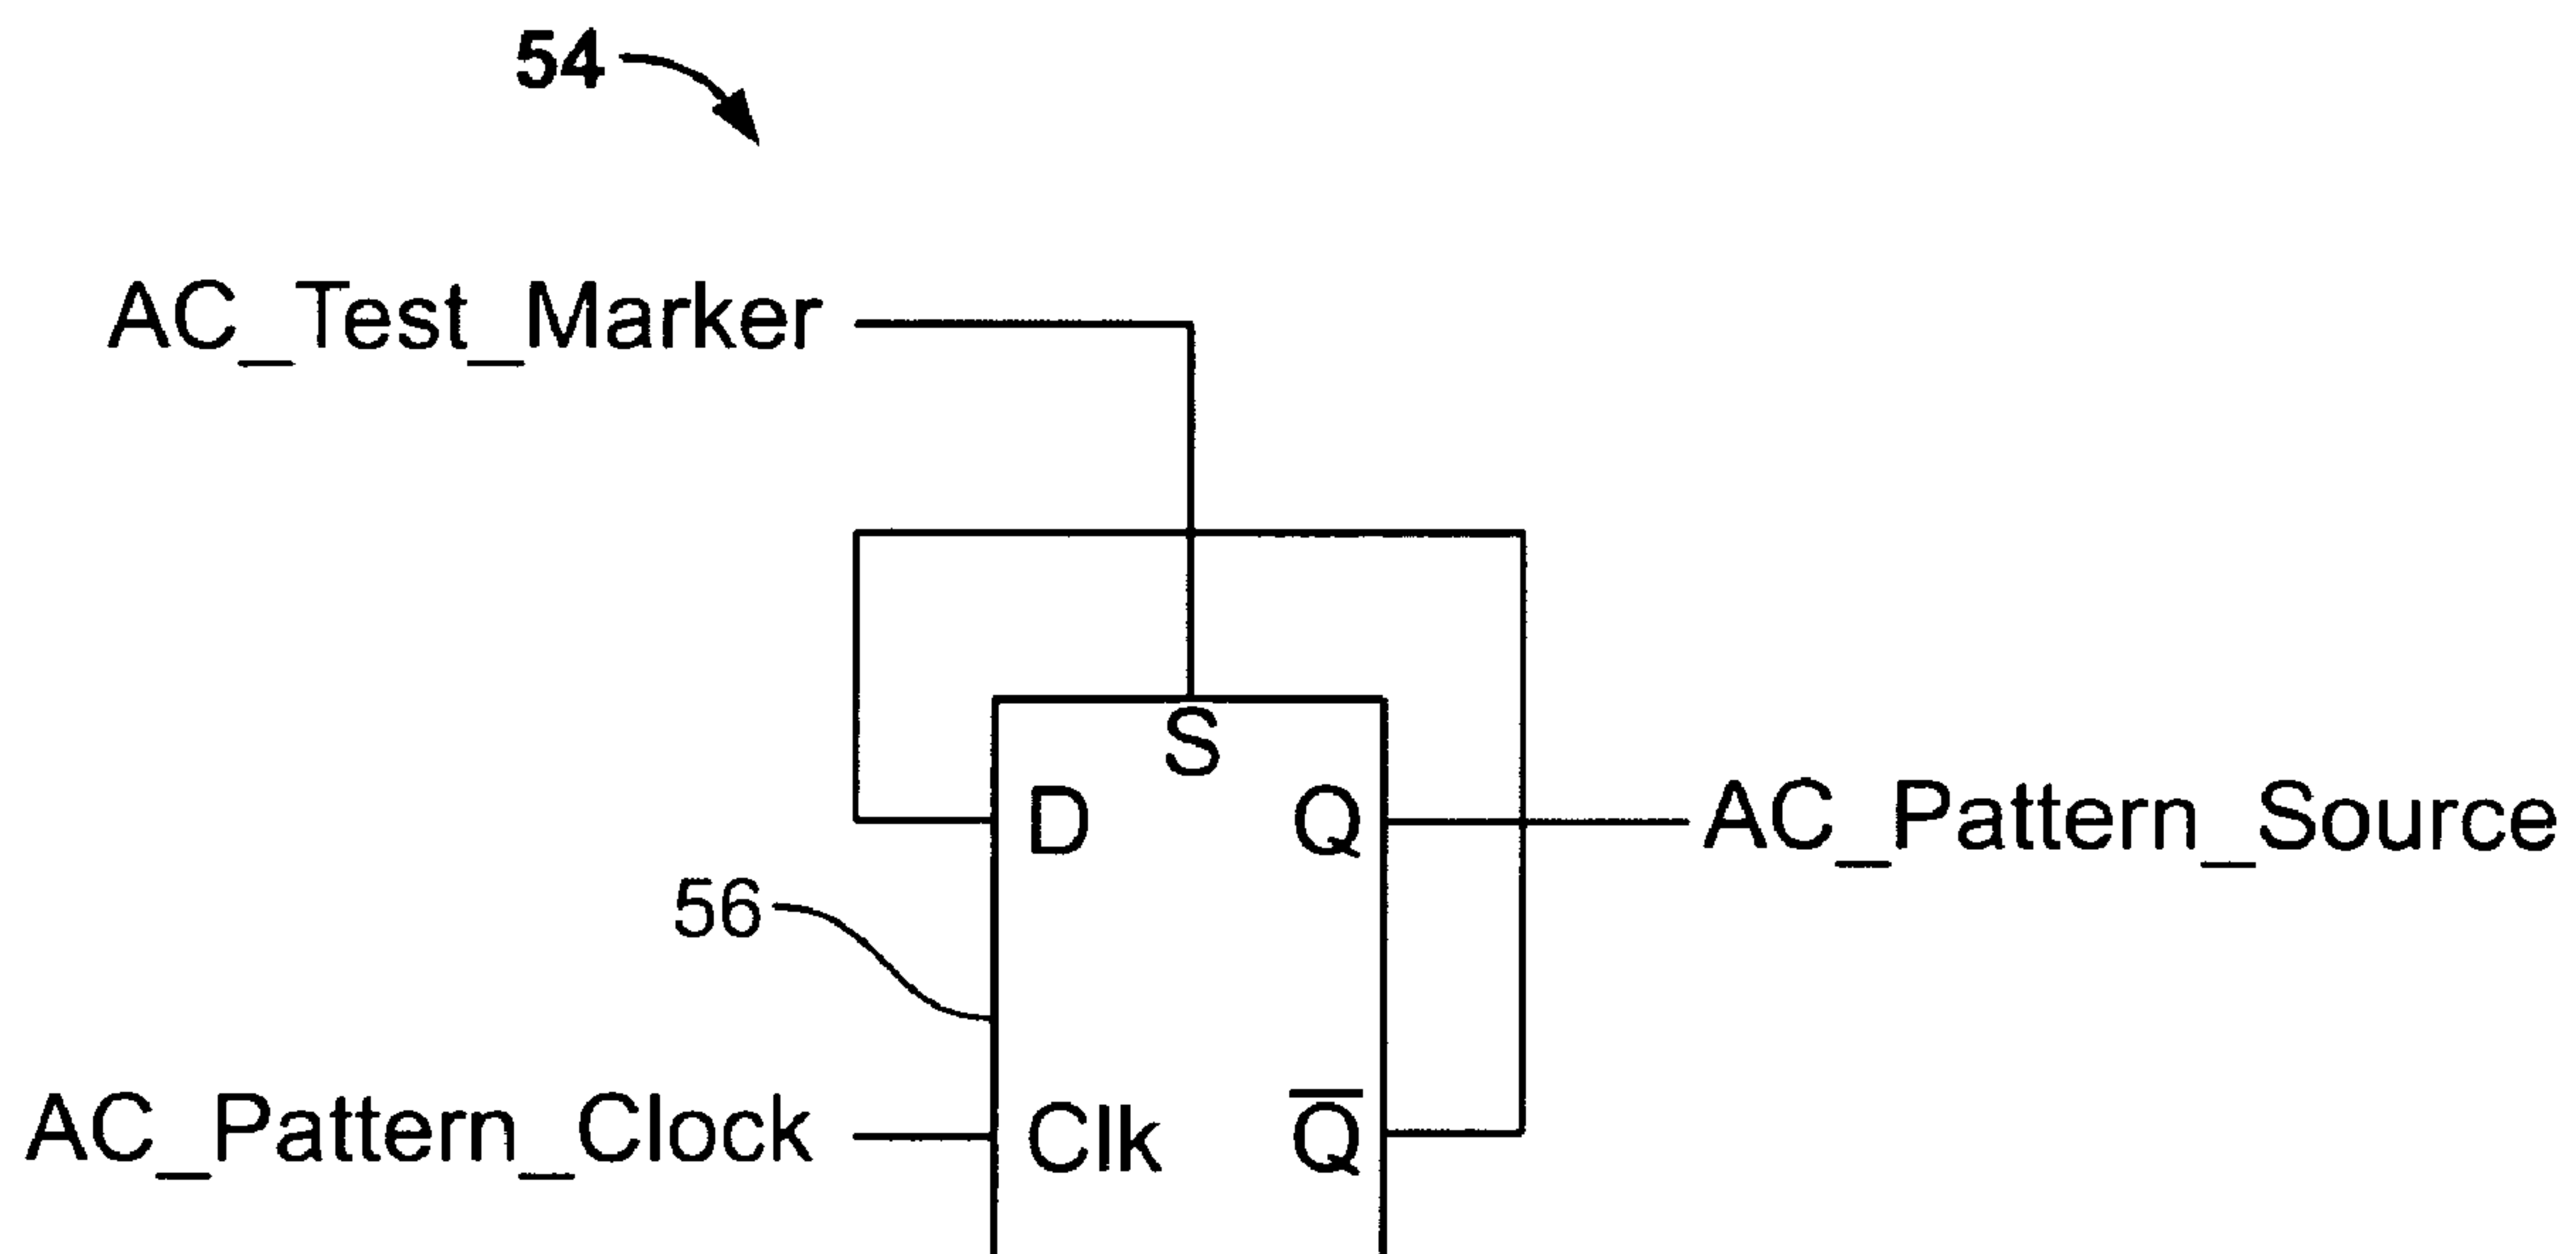 54
AC_Test_Marker
S
D
Q
AC_Pattern_Source
56
AC_Pattern_Clock
Clk
Q̅